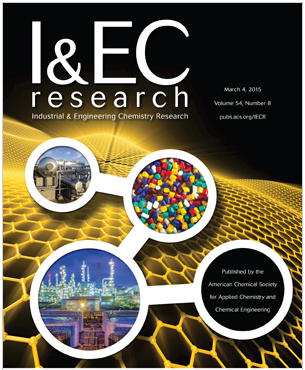 I&EC
research
Industrial & Engineering Chemistry Research
March 4, 2015
Volume 54, Number 8
pubs.acs.org/IECR
Published by the
American Chemical Society
for Applied Chemistry and
Chemical Engineering